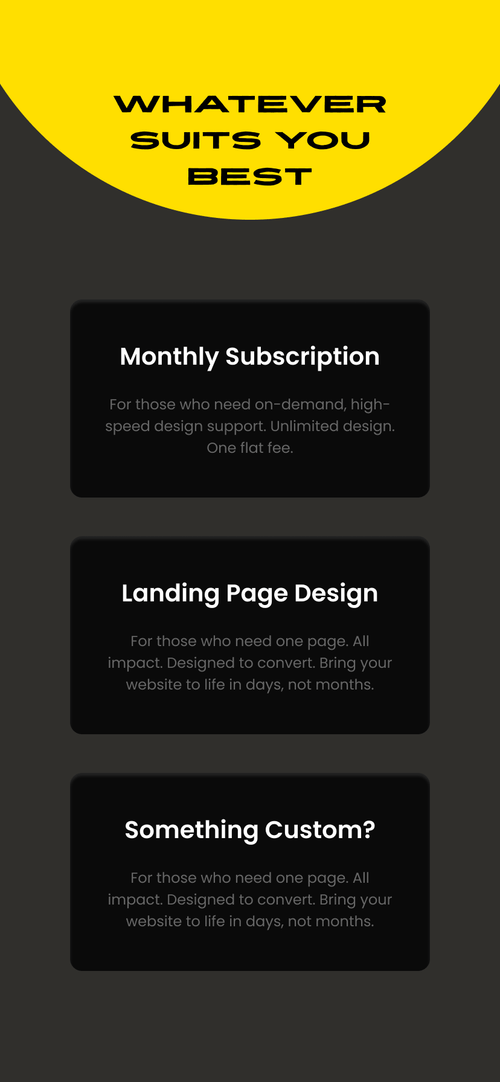 WHATEVER
SUITS YOU
BEST
Monthly Subscription
For those who need on-demand, high-
speed design support. Unlimited design.
One flat fee.
Landing Page Design
For those who need one page. All
impact. Designed to convert. Bring your
website to life in days, not months.
Something Custom?
For those who need one page. All
impact. Designed to convert. Bring your
website to life in days, not months.